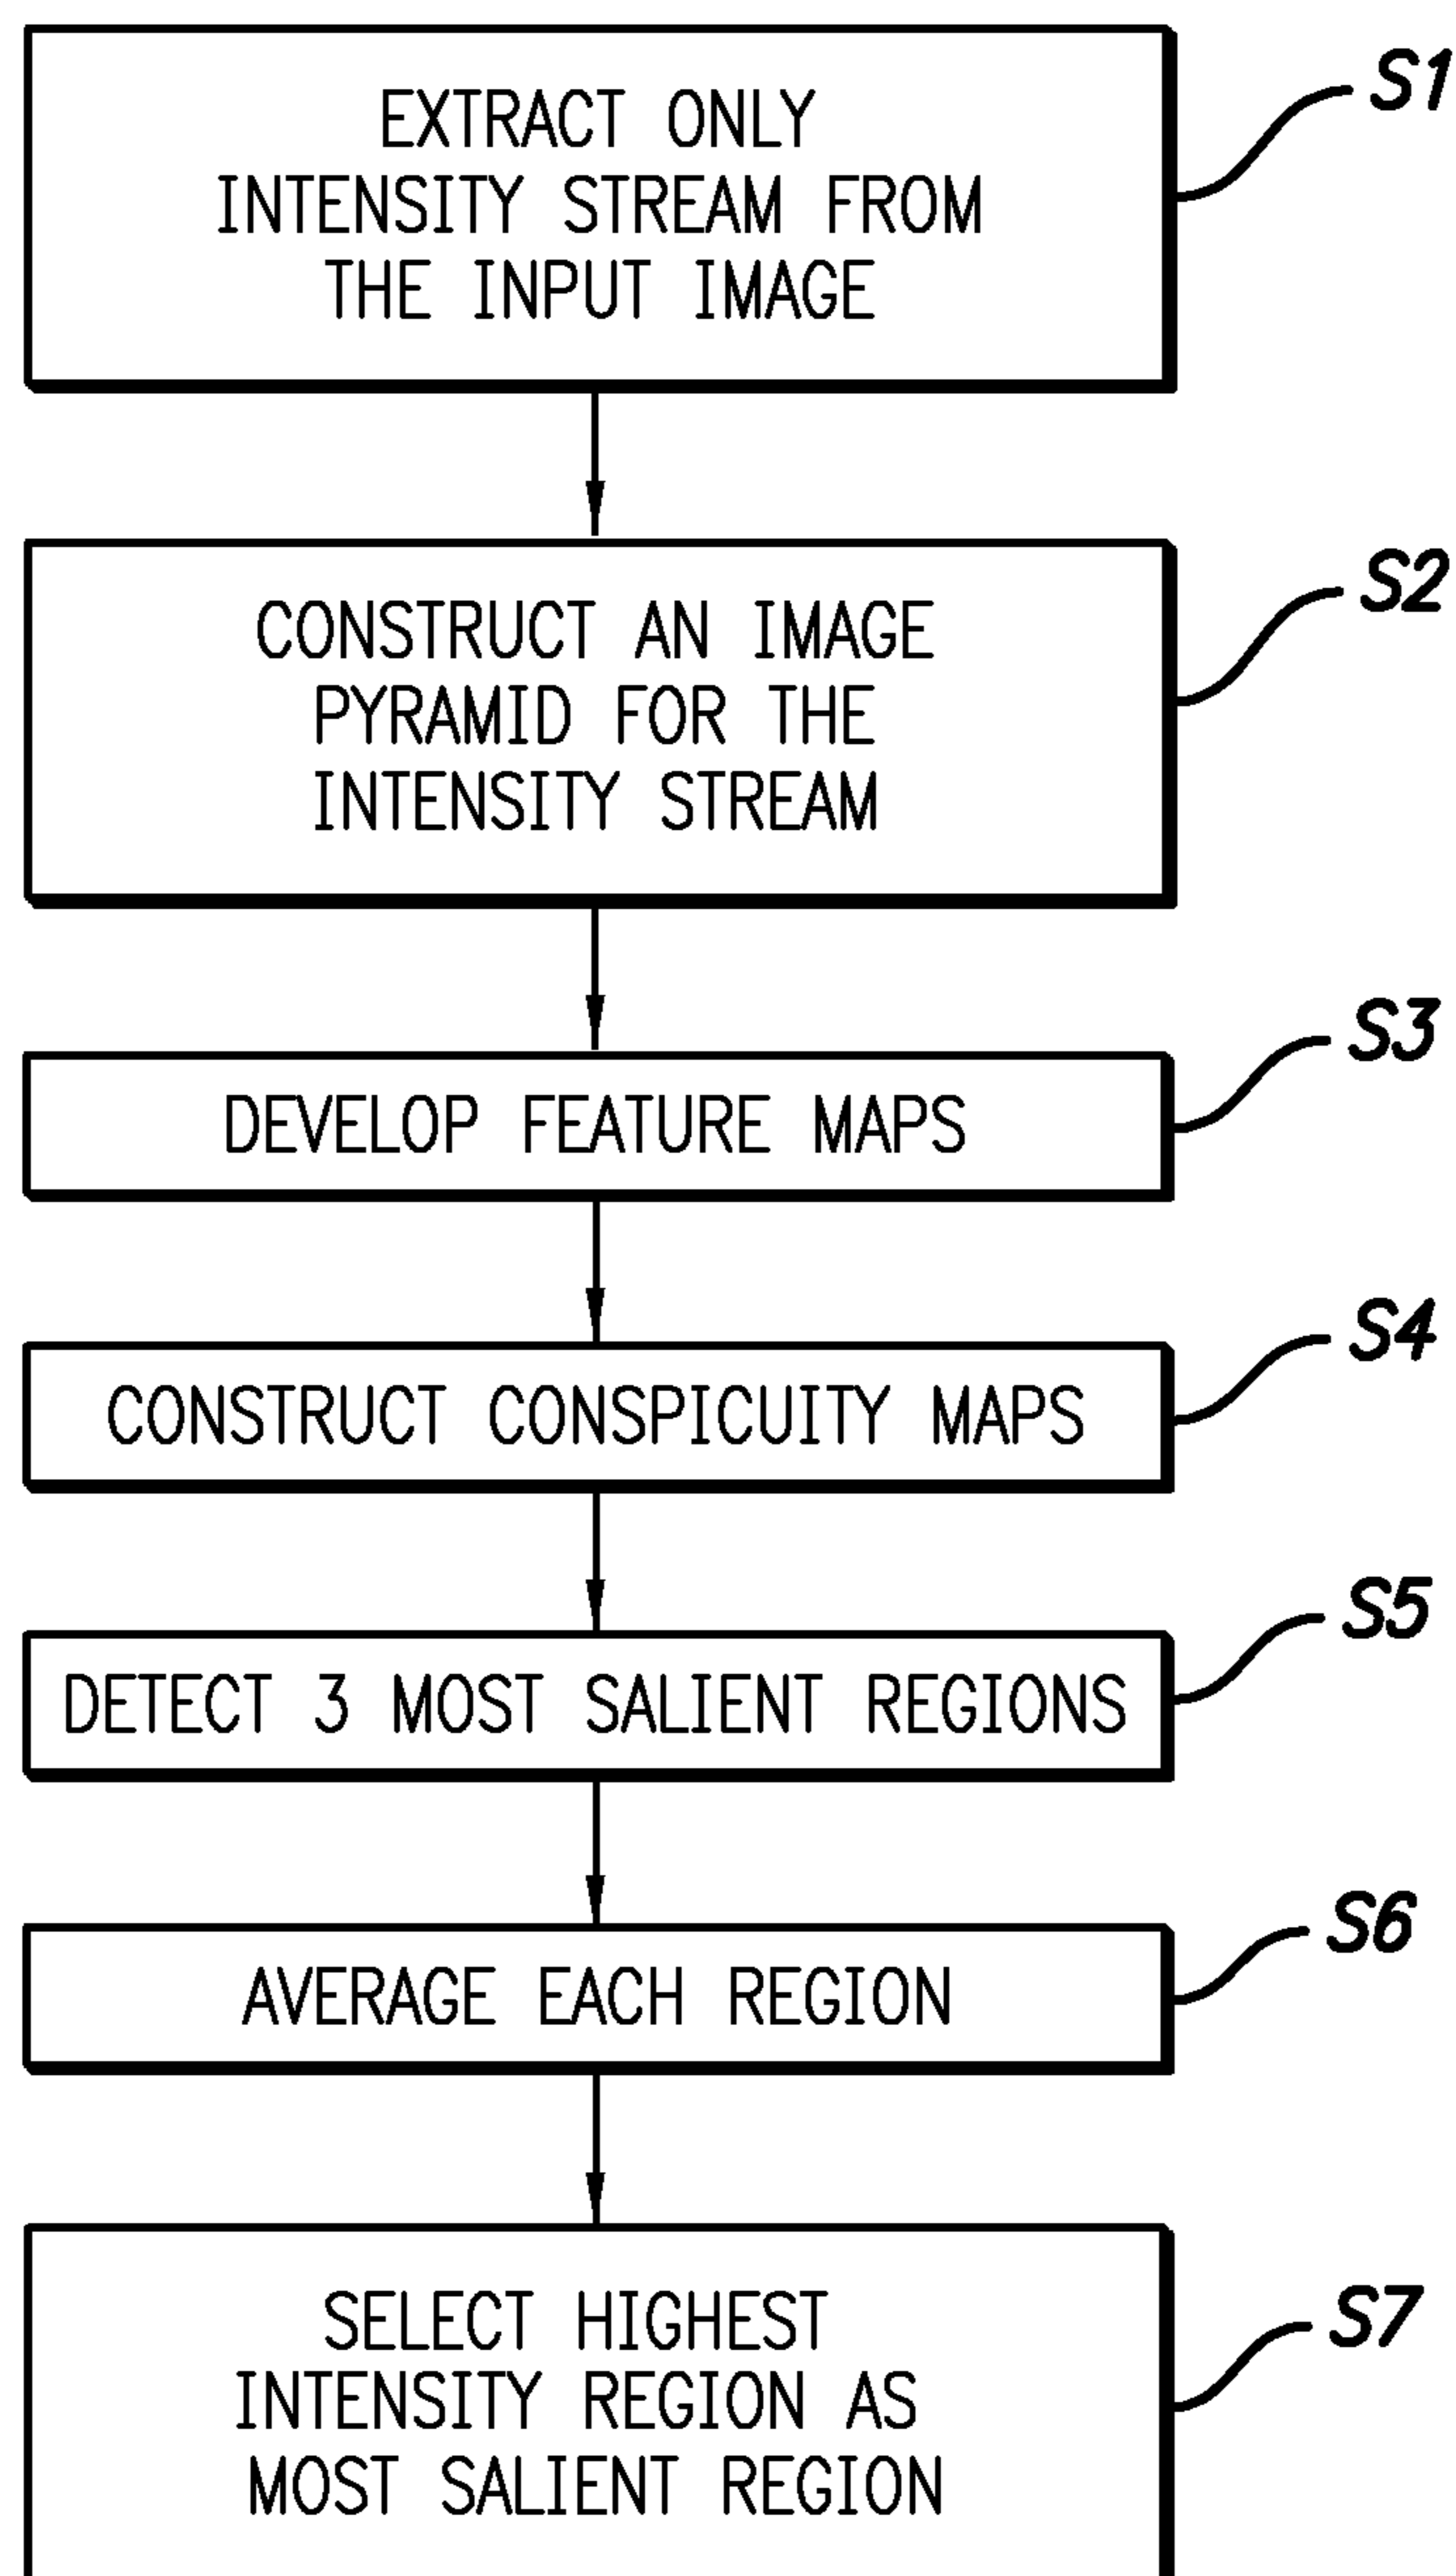 EXTRACT ONLY
INTENSITY STREAM FROM
THE INPUT IMAGE
S1
CONSTRUCT AN IMAGE
PYRAMID FOR THE
INTENSITY STREAM
S2
DEVELOP FEATURE MAPS
S3
CONSTRUCT CONSPICUITY MAPS
S4
DETECT 3 MOST SALIENT REGIONS
S5
AVERAGE EACH REGION
S6
SELECT HIGHEST
INTENSITY REGION AS
MOST SALIENT REGION
S7